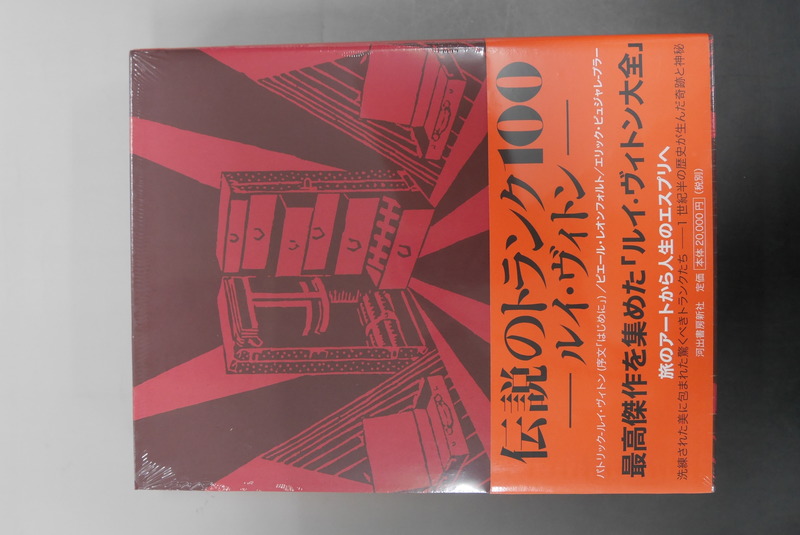 伝説のトランク100
―ルイ・ヴィトン―
パトリック-ルイ・ヴィトン(序文「はじめに」)/ピエール・レオンフォルト/エリック・ピュジャレ-プラー
最高傑作を集めた「ルイ・ヴィトン大全」
旅のアートから人生のエスプリへ
洗練された美に包まれた驚くべきトランクたち――1世紀半の歴史が生んだ奇跡と神秘
河出書房新社 定価 本体20,000円(税別)